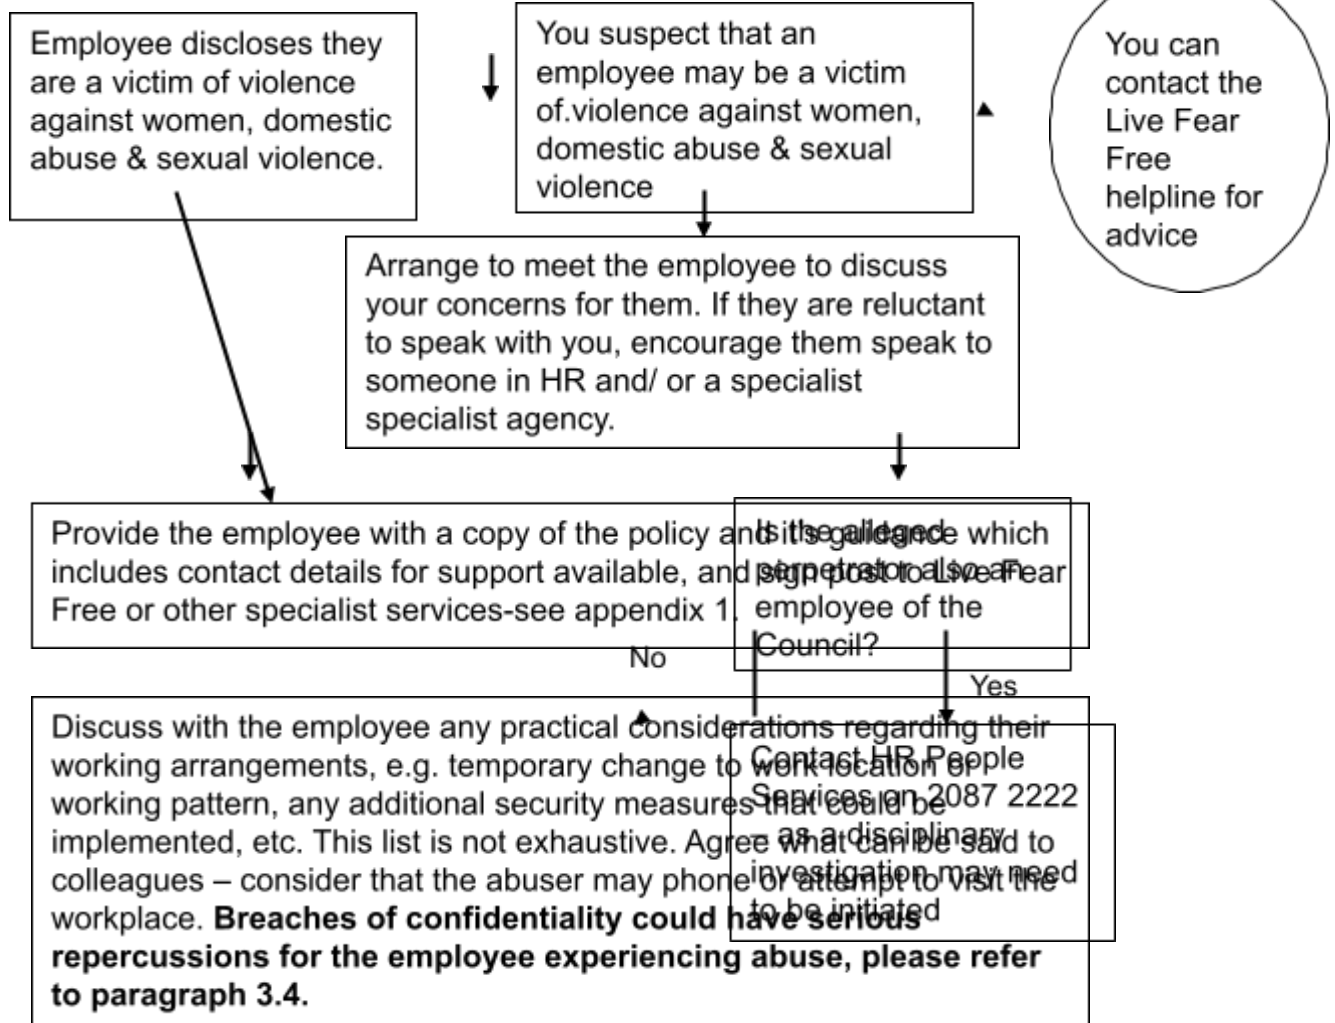 Employee discloses they
are a victim of violence
against women, domestic
abuse & sexual violence.
You suspect that an
employee may be a victim
of.violence against women,
domestic abuse & sexual
violence
You can
contact the
Live Fear
Free
helpline for
advice
Arrange to meet the employee to discuss
your concerns for them. If they are reluctant
to speak with you, encourage them speak to
someone in HR and/ or a specialist
specialist agency.
Provide the employee with a copy of the policy and it's guidance which
includes contact details for support available, and sign post to Live Fear
Free or other specialist services-see appendix 1.
Is the alleged
perpetrator also an
employee of the
Council?
No
Yes
Discuss with the employee any practical considerations regarding their
working arrangements, e.g. temporary change to work location or
working pattern, any additional security measures that could be
implemented, etc. This list is not exhaustive. Agree what can be said to
colleagues – consider that the abuser may phone or attempt to visit the
workplace. Breaches of confidentiality could have serious
repercussions for the employee experiencing abuse, please refer
to paragraph 3.4.
Contact HR People
Services on 2087 2222
– as a disciplinary
investigation may need
to be initiated